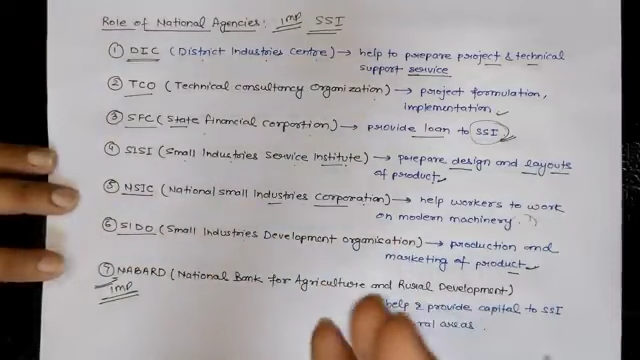 Role of National Agencies: imp SSI
① DIC (District Industries Centre) → help to prepare project & technical
support service
② TCO (Technical consultancy Organization) → project formulation,
implementation
③ SFC (State financial Corportion) → provide loan to SSI
④ SISI (Small Industries Service Institute) → prepare design and layouts
of product
⑤ NSIC (National small industries Corporation) → help workers to work
on modern machinery.
⑥ SIDO (Small Industries Development organisation) → production and
marketing of product
⑦ NABARD (National Bank for Agriculture and Rural Development)
imp
help & provide capital to SSI
areas.